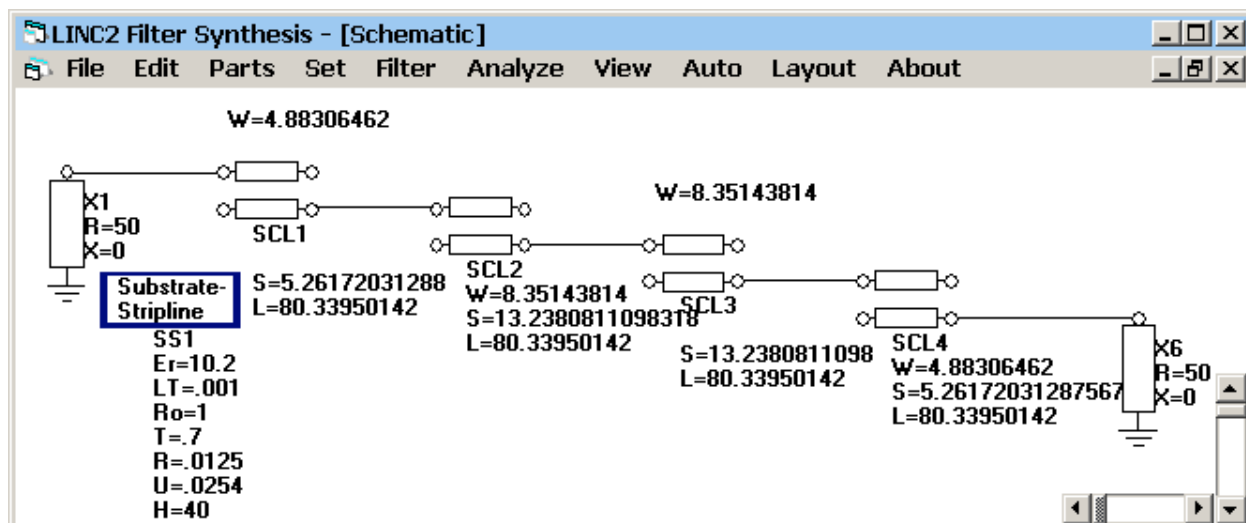 LINC2 Filter Synthesis - [Schematic]
File Edit Parts Set Filter Analyze View Auto Layout About
W=4.88306462
X1
R=50
X=0
SCL1
S=5.26172031288
L=80.33950142
Substrate-
Stripline
SS1
Er=10.2
LT=.001
Ro=1
T=.7
R=.0125
U=.0254
H=40
SCL2
W=8.35143814
S=13.2380811098318
L=80.33950142
W=8.35143814
SCL3
S=13.2380811098
L=80.33950142
SCL4
W=4.88306462
S=5.26172031287567
L=80.33950142
X6
R=50
X=0